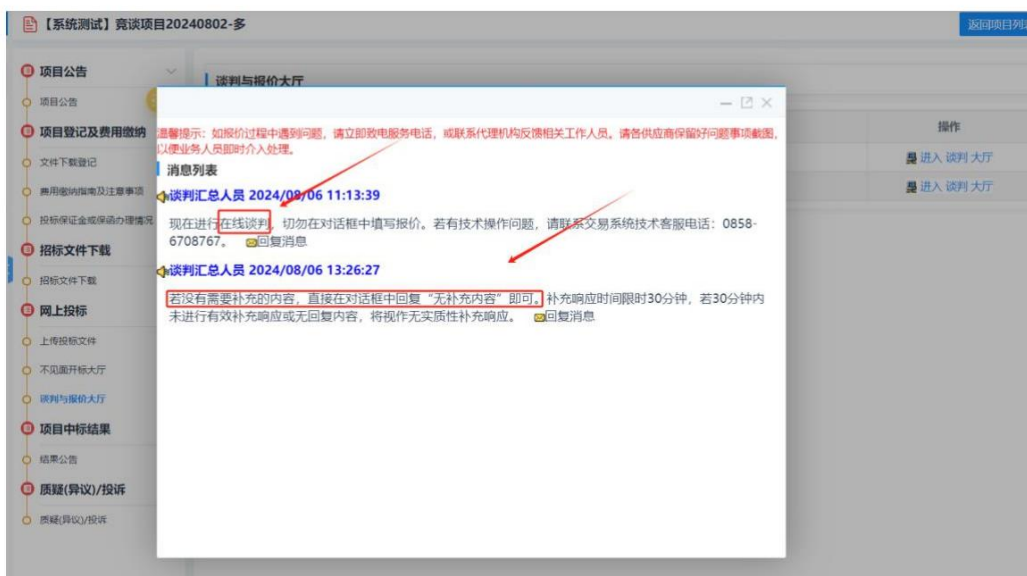 【系统测试】竞谈项目20240802-多
返回项目列
项目公告
项目公告
项目登记及费用缴纳
文件下载登记
费用缴纳指南及注意事项
投标保证金或保函办理情况
招标文件下载
招标文件下载
网上投标
上传投标文件
不见面开标大厅
谈判与报价大厅
项目中标结果
结果公告
质疑(异议)/投诉
质疑(异议)/投诉
谈判与报价大厅
温馨提示：如报价过程中遇到问题，请立即致电服务电话，或联系代理机构反馈相关工作人员。请各供应商保留好问题事项截图，
以便业务人员即时介入处理。
消息列表
谈判汇总人员 2024/08/06 11:13:39
现在进行在线谈判，切勿在对话框中填写报价。若有技术操作问题，请联系交易系统技术客服电话：0858-
6708767。 回复消息
谈判汇总人员 2024/08/06 13:26:27
若没有需要补充的内容，直接在对话框中回复“无补充内容”即可。补充响应时间限时30分钟，若30分钟内
未进行有效补充响应或无回复内容，将视作无实质性补充响应。 回复消息
操作
进入 谈判 大厅
进入 谈判 大厅